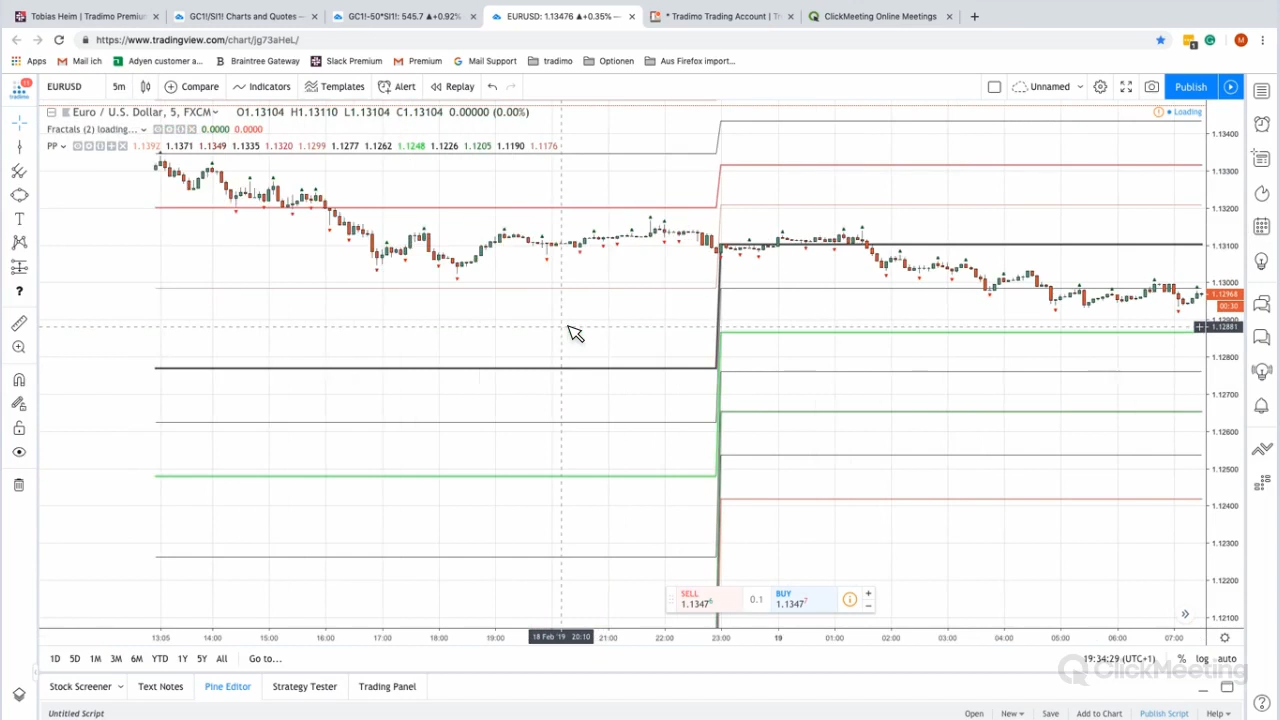 Tobias Heim | Tradimo Premium
GC1!/SI1! Charts and Quotes —
GC1!-50*SI1!: 545.7 ▲+0.92%
EURUSD: 1.13476 ▲+0.35% —
* Tradimo Trading Account | Tr
ClickMeeting Online Meetings
https://www.tradingview.com/chart/jg73aHeL/
Apps
Mail ich
Adyen customer a...
Braintree Gateway
Slack Premium
Premium
Mail Support
tradimo
Optionen
Aus Firefox import...
EURUSD
5m
Compare
Indicators
Templates
Alert
Replay
Unnamed
Publish
Euro / U.S. Dollar, 5, FXCM
O1.13104 H1.13110 L1.13104 C1.13104
Loading
Fractals (2) loading...
0.0000 0.0000
PP
1.1397 1.1371 1.1349 1.1335 1.1320 1.1299 1.1277 1.1262 1.1248 1.1226 1.1205 1.1190 1.1176
1.13400
1.13300
1.13200
1.13100
1.13000
1.12968
00:30
1.12900
1.12881
1.12800
1.12700
1.12600
1.12500
1.12400
1.12300
1.12200
1.12100
SELL
1.1347⁶
0.1
BUY
1.1347⁷
13:05 14:00 15:00 16:00 17:00 18:00 19:00 18 Feb '19 20:10 21:00 22:00 23:00 19 01:00 02:00 03:00 04:00 05:00 06:00 07:00
1D 5D 1M 3M 6M YTD 1Y 5Y All Go to...
19:34:29 (UTC+1) % log auto
ClickMeeting
Stock Screener
Text Notes
Pine Editor
Strategy Tester
Trading Panel
Untitled Script
Open
New
Save
Add to Chart
Publish Script
Help